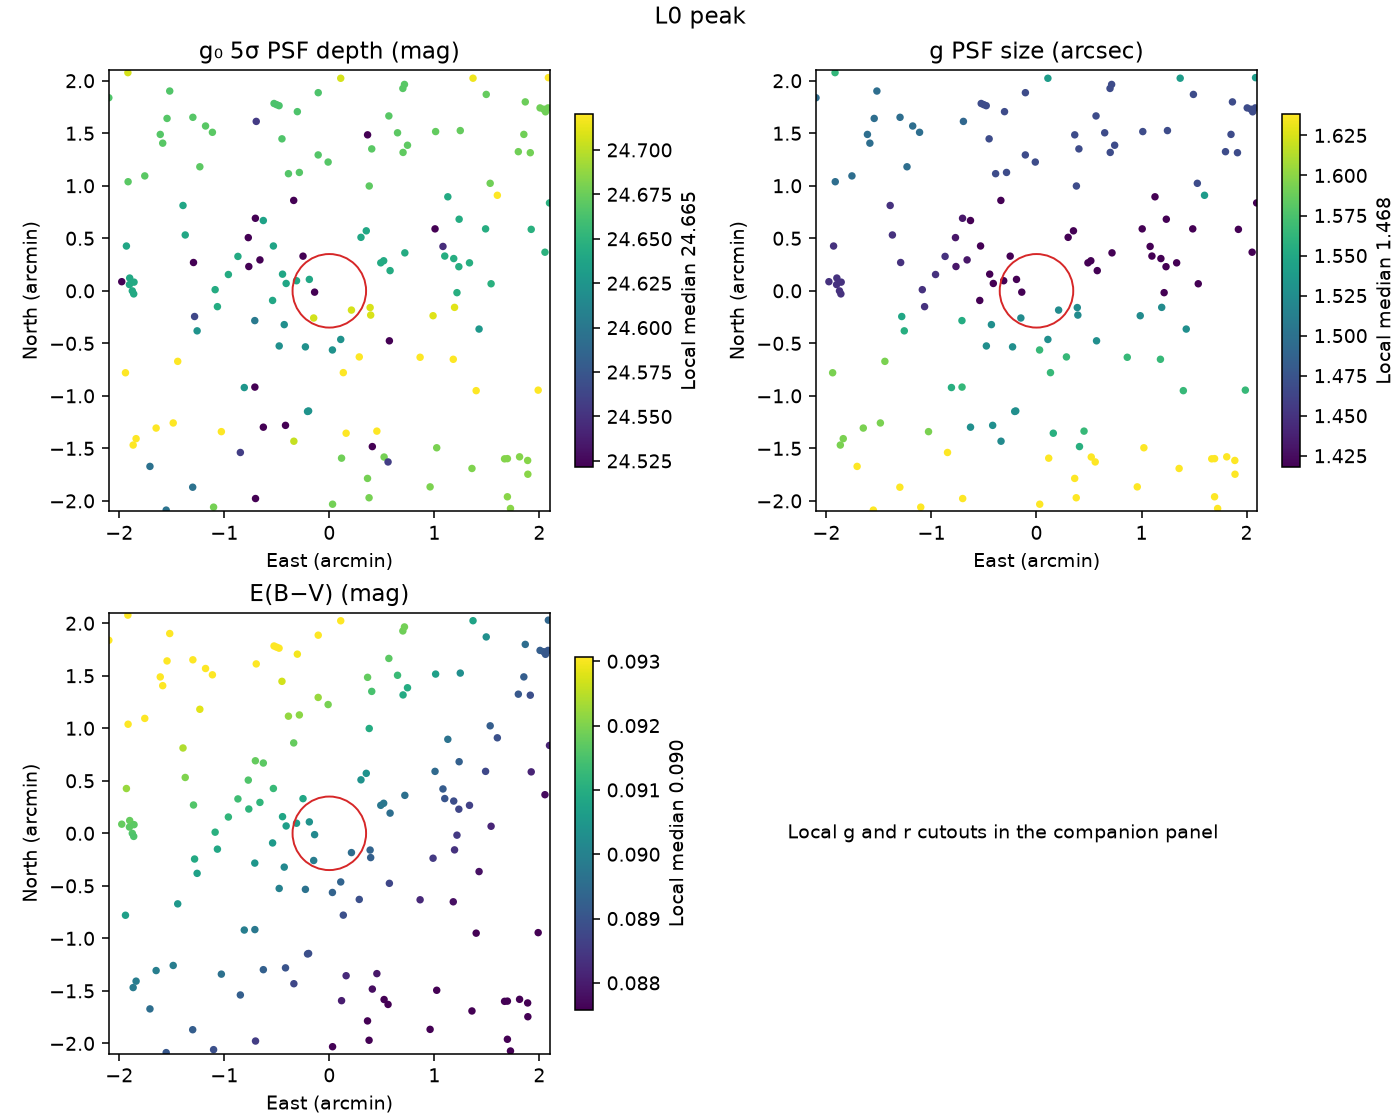 L0 peak
g₀ 5σ PSF depth (mag)
2.0
1.5
1.0
0.5
0.0
−0.5
−1.0
−1.5
−2.0
−2 −1 0 1 2
North (arcmin)
East (arcmin)
24.700
24.675
24.650
24.625
24.600
24.575
24.550
24.525
Local median 24.665
g PSF size (arcsec)
2.0
1.5
1.0
0.5
0.0
−0.5
−1.0
−1.5
−2.0
−2 −1 0 1 2
North (arcmin)
East (arcmin)
1.625
1.600
1.575
1.550
1.525
1.500
1.475
1.450
1.425
Local median 1.468
E(B−V) (mag)
2.0
1.5
1.0
0.5
0.0
−0.5
−1.0
−1.5
−2.0
−2 −1 0 1 2
North (arcmin)
East (arcmin)
0.093
0.092
0.091
0.090
0.089
0.088
Local median 0.090
Local g and r cutouts in the companion panel